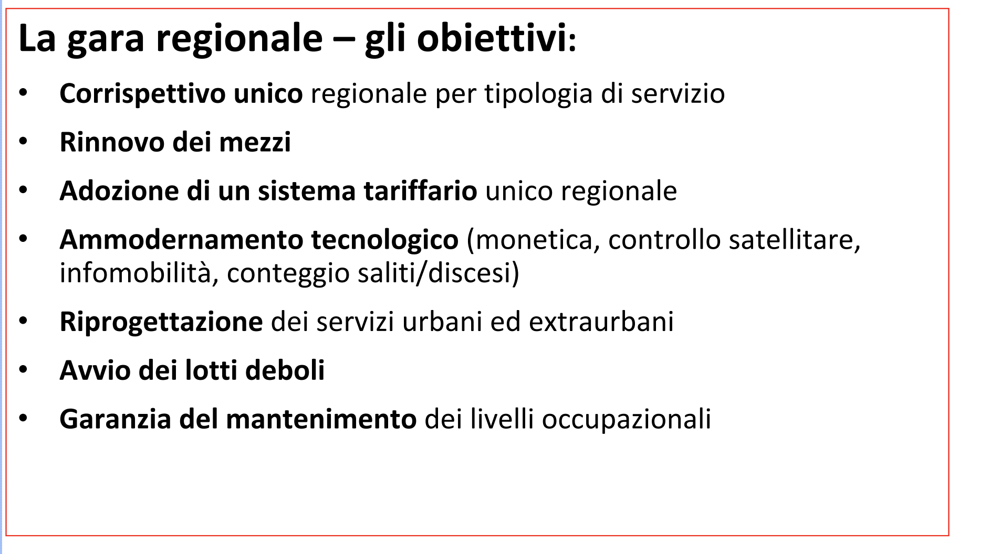 La gara regionale – gli obiettivi:
• Corrispettivo unico regionale per tipologia di servizio
• Rinnovo dei mezzi
• Adozione di un sistema tariffario unico regionale
• Ammodernamento tecnologico (monetica, controllo satellitare,
infomobilità, conteggio saliti/discesi)
• Riprogettazione dei servizi urbani ed extraurbani
• Avvio dei lotti deboli
• Garanzia del mantenimento dei livelli occupazionali